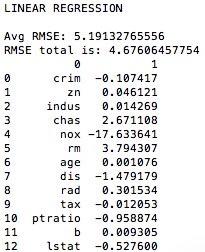 LINEAR REGRESSION
Avg RMSE: 5.19132765556
RMSE total is: 4.67606457754
0 1
0 crim -0.107417
1 zn 0.046121
2 indus 0.014269
3 chas 2.671108
4 nox -17.633641
5 rm 3.794307
6 age 0.001076
7 dis -1.479179
8 rad 0.301534
9 tax -0.012053
10 ptratio -0.958874
11 b 0.009305
12 lstat -0.527600